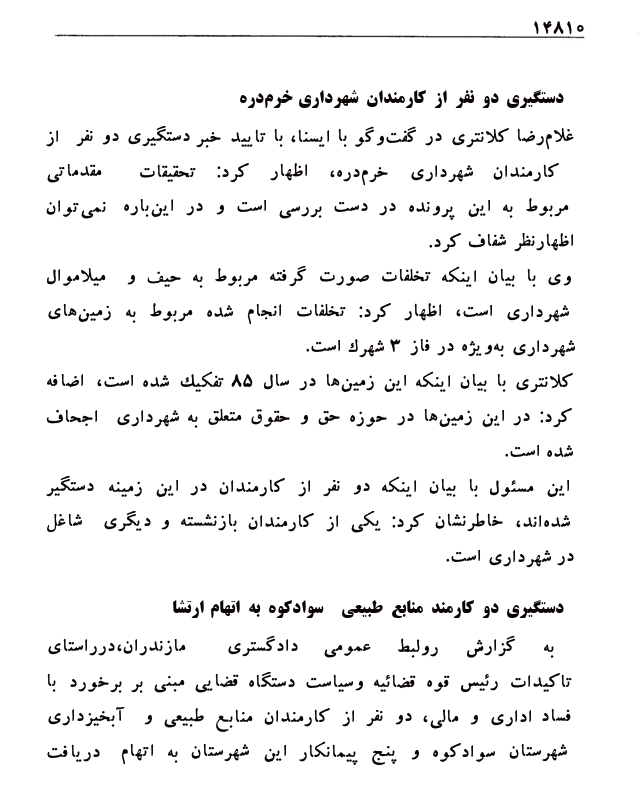 ۱۴۸۱۰
دستگیری دو نفر از کارمندان شهرداری خرم‌دره
غلام‌رضا کلانتری در گفت‌وگو با ایسنا، با تایید خبر دستگیری دو نفر از
کارمندان شهرداری خرم‌دره، اظهار کرد: تحقیقات مقدماتی
مربوط به این پرونده در دست بررسی است و در این‌باره نمی‌توان
اظهارنظر شفاف کرد.
وی با بیان اینکه تخلفات صورت گرفته مربوط به حیف و میلاموال
شهرداری است، اظهار کرد: تخلفات انجام شده مربوط به زمین‌های
شهرداری به‌ویژه در فاز ۳ شهرك است.
کلانتری با بیان اینکه این زمین‌ها در سال ۸۵ تفکیك شده است، اضافه
کرد: در این زمین‌ها در حوزه حق و حقوق متعلق به شهرداری اجحاف
شده است.
این مسئول با بیان اینکه دو نفر از کارمندان در این زمینه دستگیر
شده‌اند، خاطرنشان کرد: یکی از کارمندان بازنشسته و دیگری شاغل
در شهرداری است.
دستگیری دو کارمند منابع طبیعی سوادکوه به اتهام ارتشا
به گزارش رولبط عمومی دادگستری مازندران،درراستای
تاکیدات رئیس قوه قضائیه وسیاست دستگاه قضایی مبنی بر برخورد با
فساد اداری و مالی، دو نفر از کارمندان منابع طبیعی و آبخیزداری
شهرستان سوادکوه و پنج پیمانکار این شهرستان به اتهام دریافت